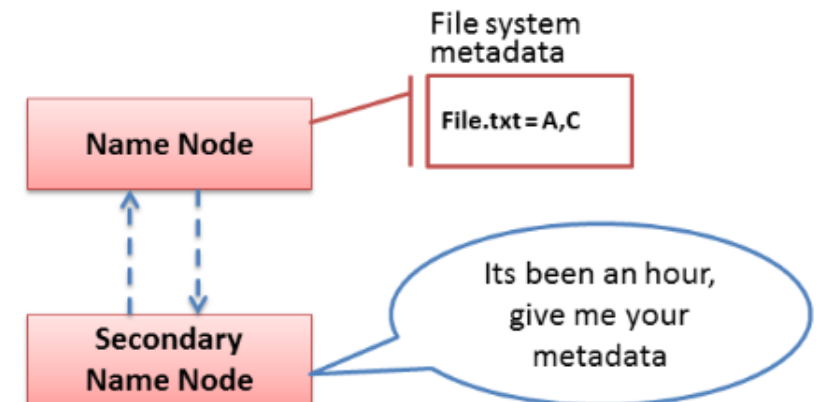 File system
metadata
File.txt = A,C
Name Node
Its been an hour,
give me your
metadata
Secondary
Name Node